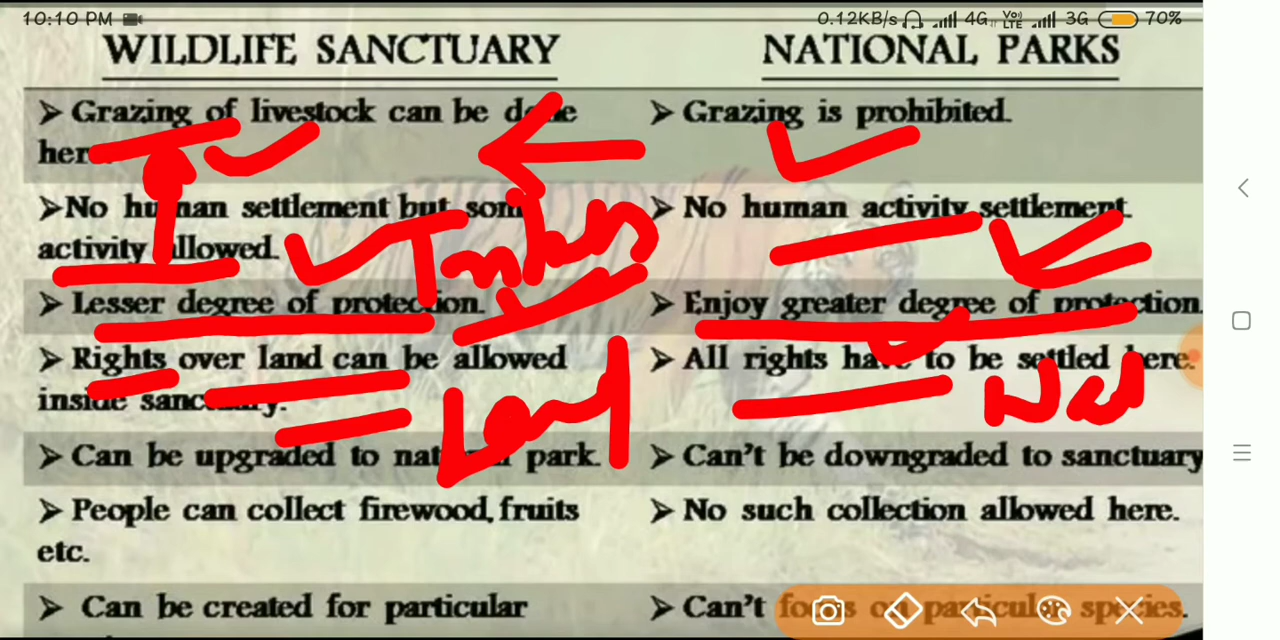 10:10 PM 0.12KB/s 4G Vo) LTE 3G 70%
WILDLIFE SANCTUARY NATIONAL PARKS
➢ Grazing of livestock can be done ➢ Grazing is prohibited.
here
➢No human settlement but some ➢ No human activity settlement.
activity allowed.
➢ Lesser degree of protection. ➢ Enjoy greater degree of protection.
➢ Rights over land can be allowed ➢ All rights have to be settled here.
inside sanctuary.
Land
➢ Can be upgraded to national park. ➢ Can't be downgraded to sanctuary
➢ People can collect firewood, fruits ➢ No such collection allowed here.
etc.
➢ Can be created for particular ➢ Can't focus on particular species.